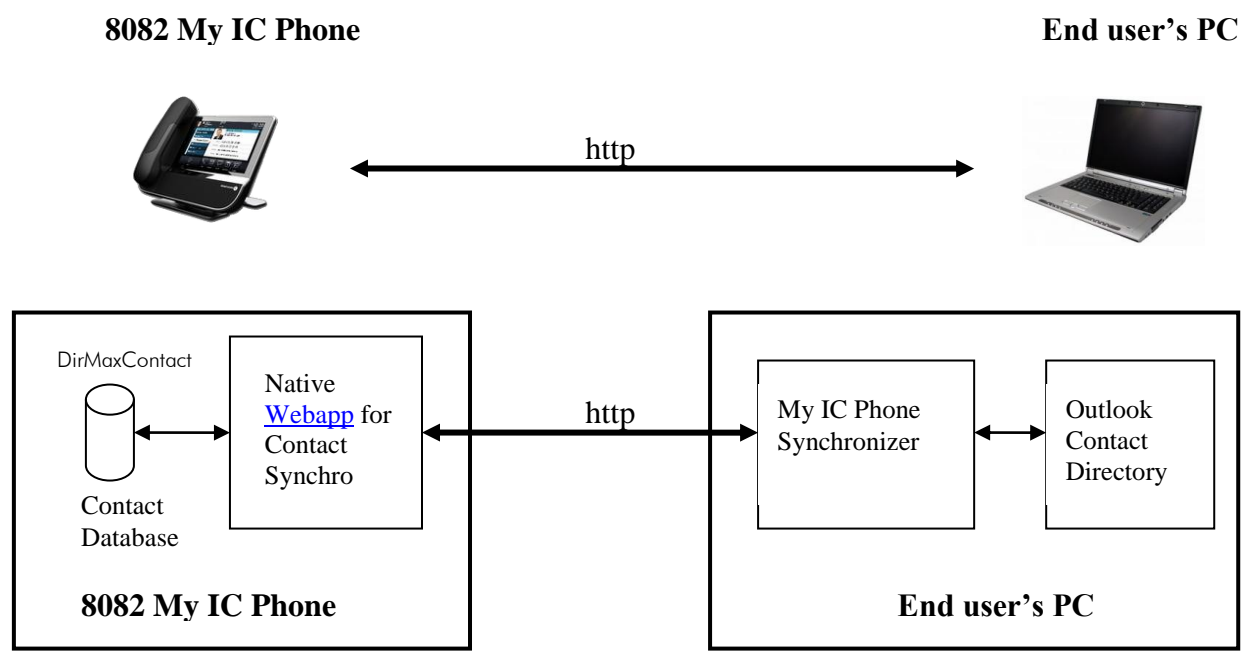 8082 My IC Phone
End user’s PC
http
DirMaxContact
Native
Webapp for
Contact
Synchro
Contact
Database
8082 My IC Phone
http
My IC Phone
Synchronizer
Outlook
Contact
Directory
End user’s PC